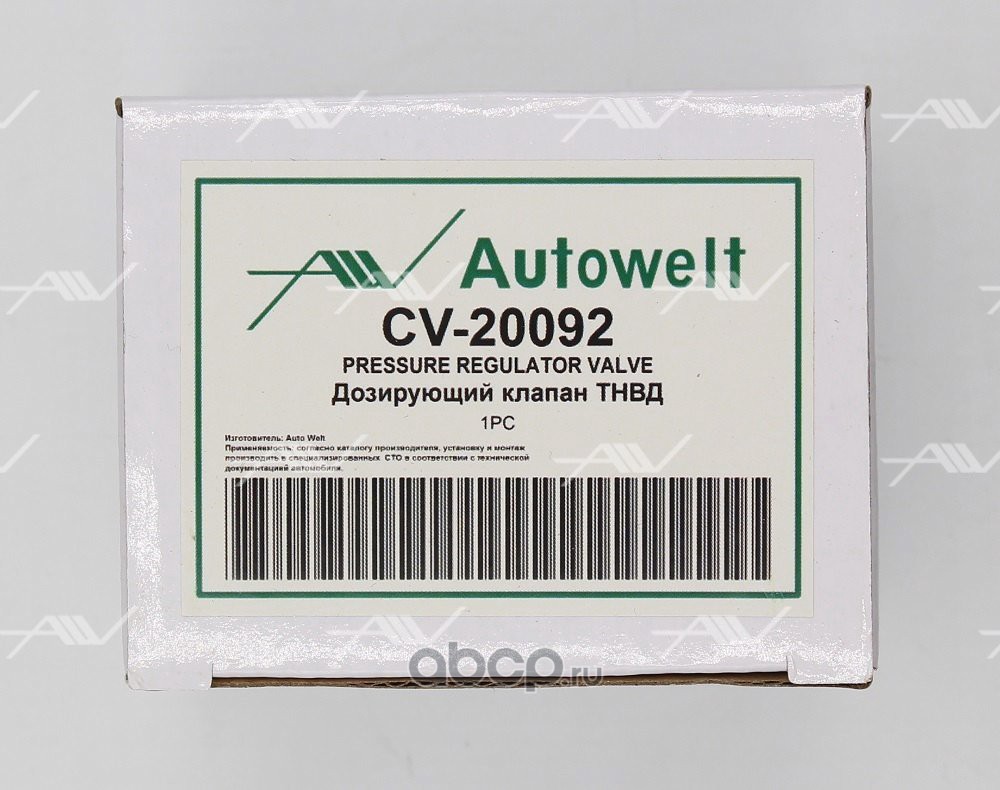 Autowelt
CV-20092
PRESSURE REGULATOR VALVE
Дозирующий клапан ТНВД
1PC
Изготовитель: Auto Welt
Применяемость: согласно каталогу производителя, установку и монтаж
производить в специализированных СТО в соответствии с технической
документацией автомобиля.
abcp.ru